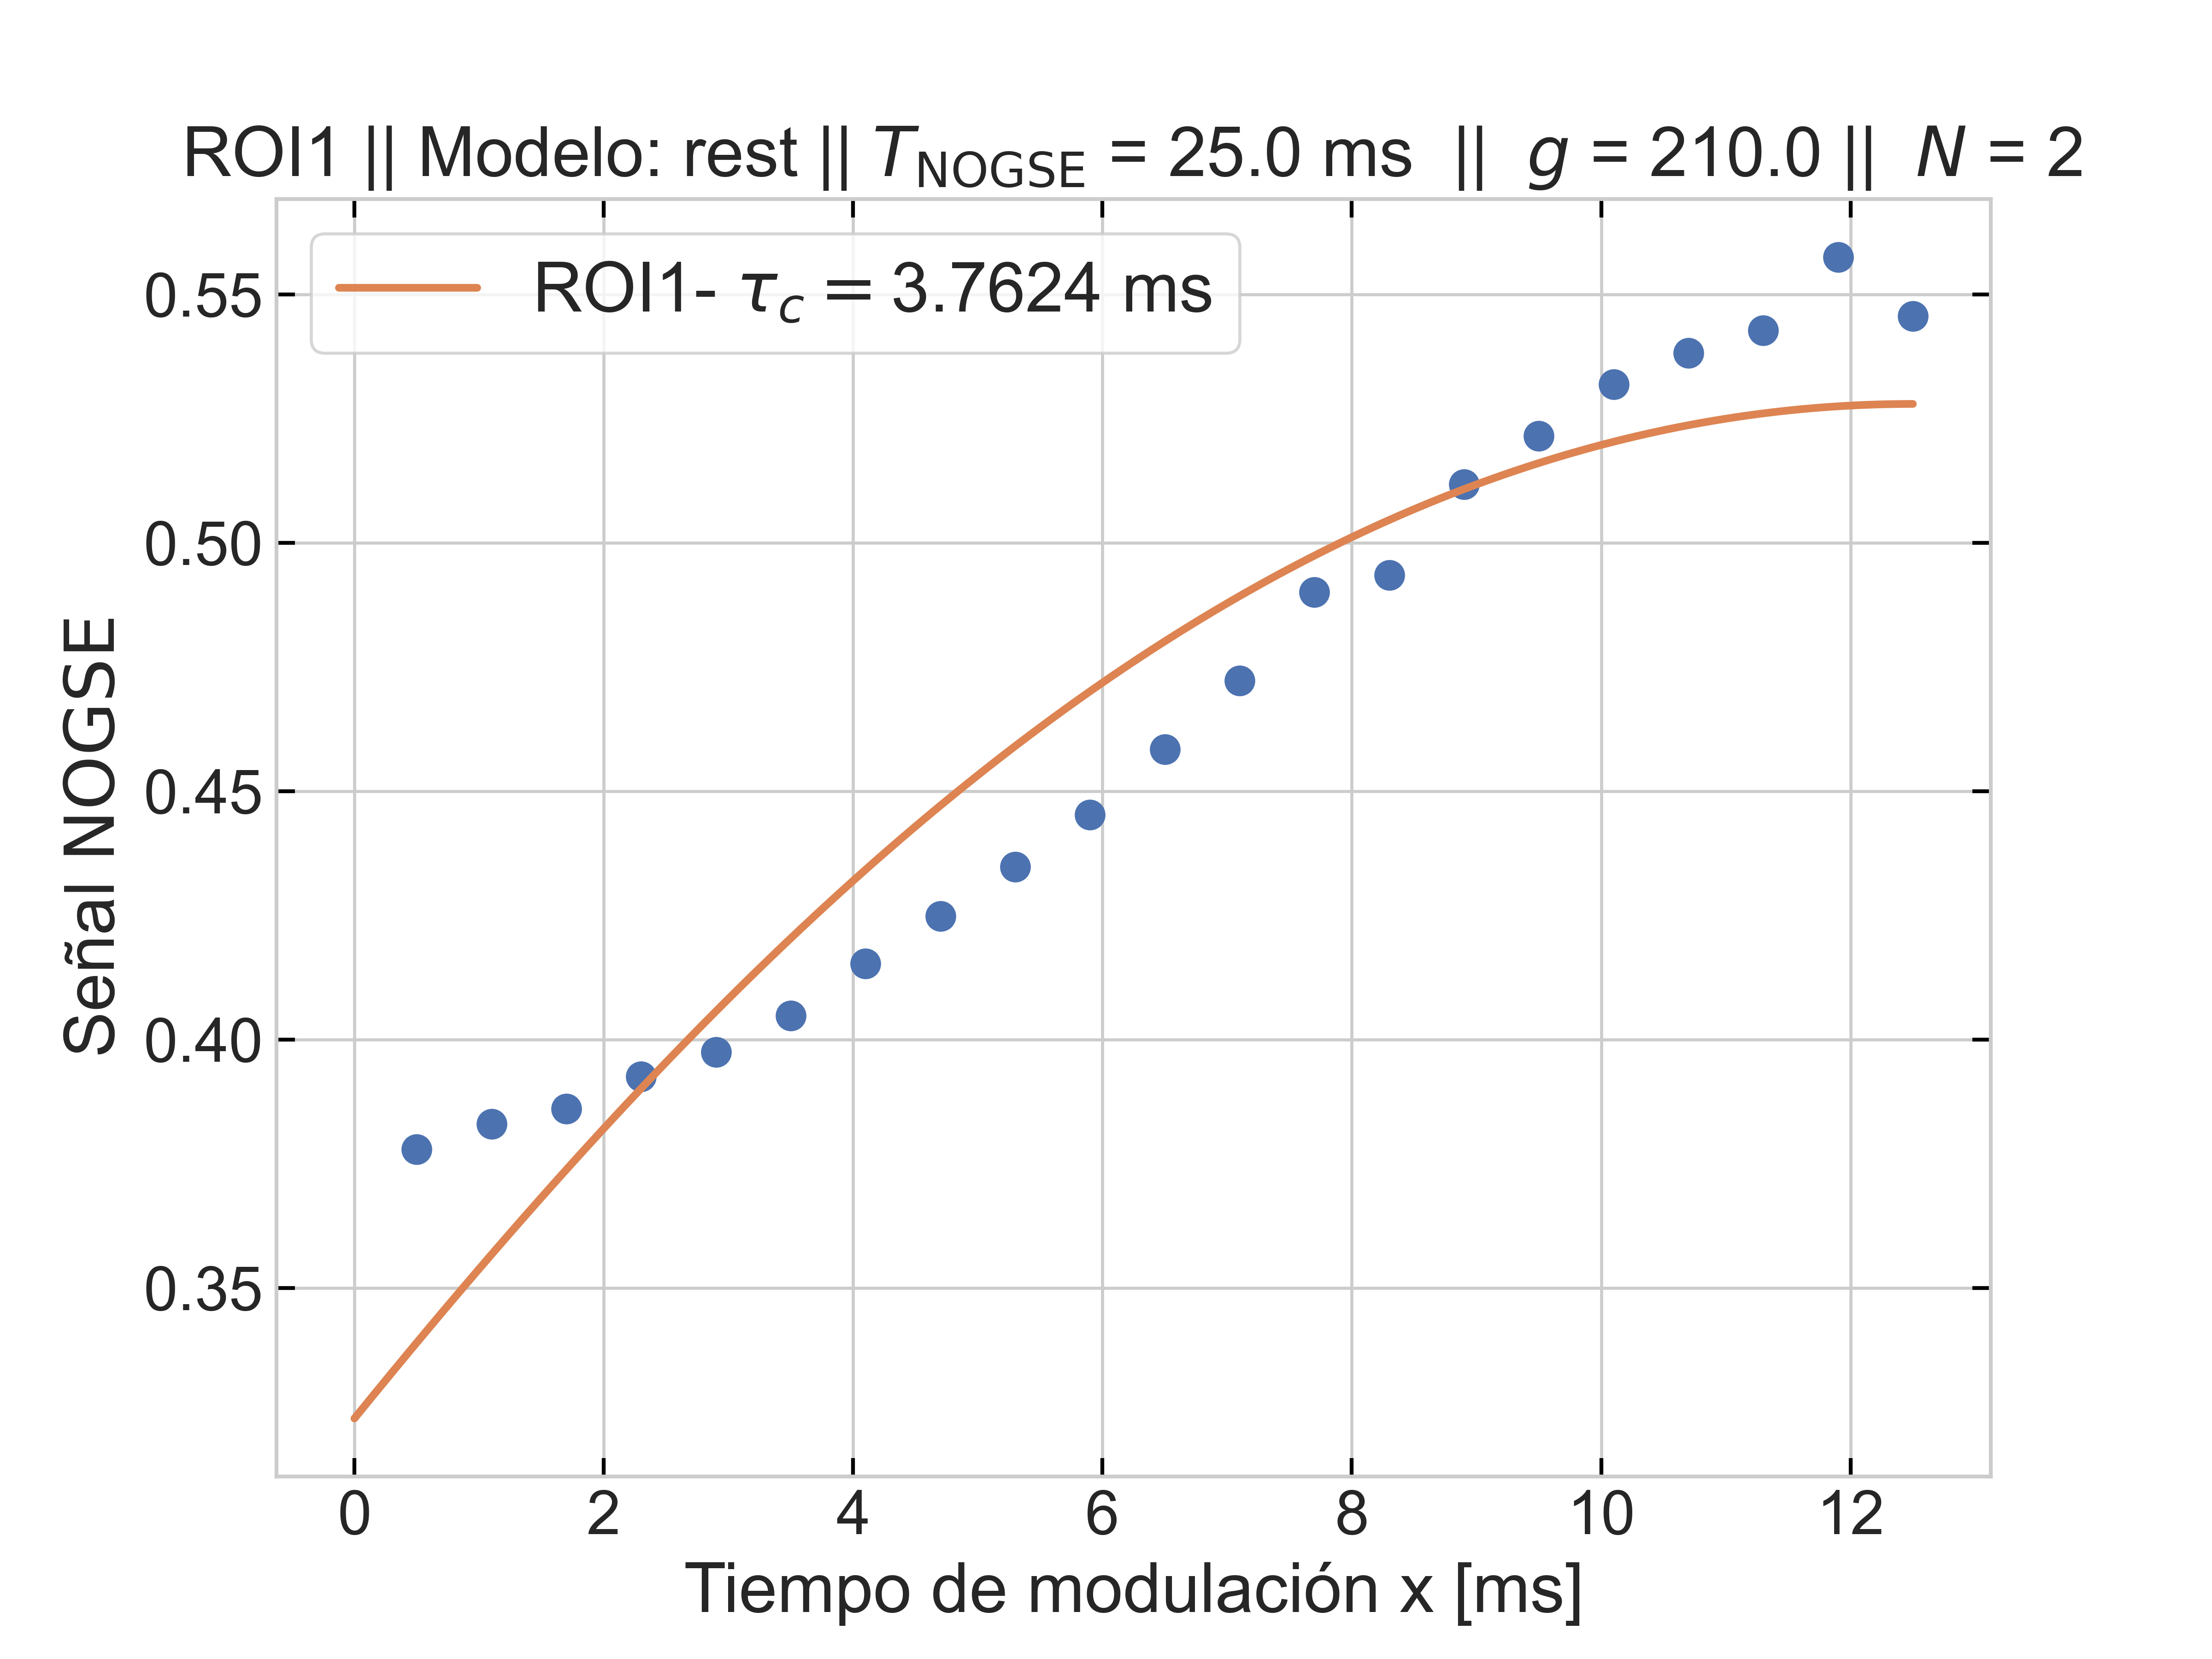 ROI1 || Modelo: rest || T_NOGSE = 25.0 ms || g = 210.0 || N = 2
ROI1- τ_c = 3.7624 ms
0.55
0.50
0.45
0.40
0.35
Señal NOGSE
0 2 4 6 8 10 12
Tiempo de modulación x [ms]